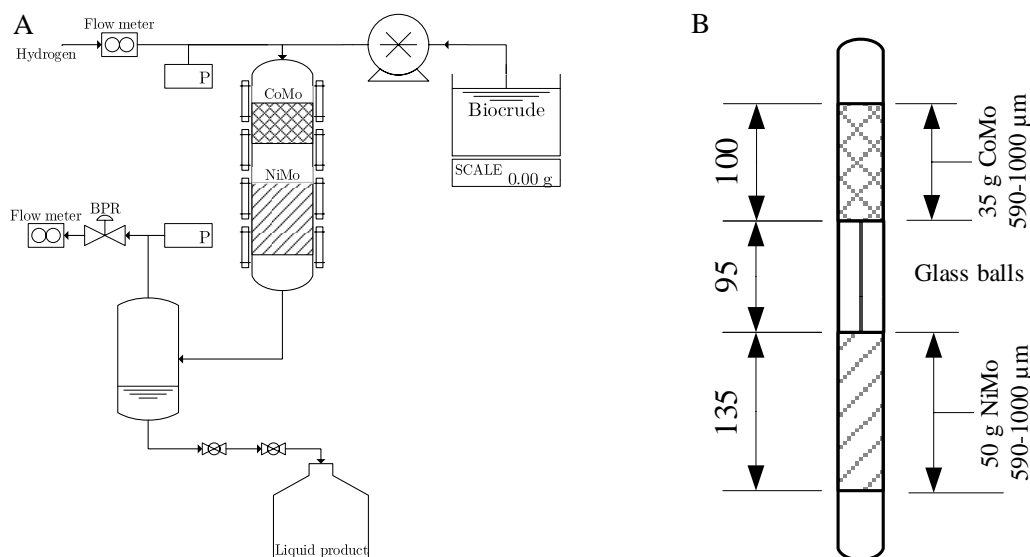 A
Flow meter
Hydrogen
P
CoMo
Biocrude
SCALE
0.00 g
NiMo
Flow meter
BPR
P
Liquid product
B
100
35 g CoMo
590-1000 µm
95
Glass balls
135
50 g NiMo
590-1000 µm